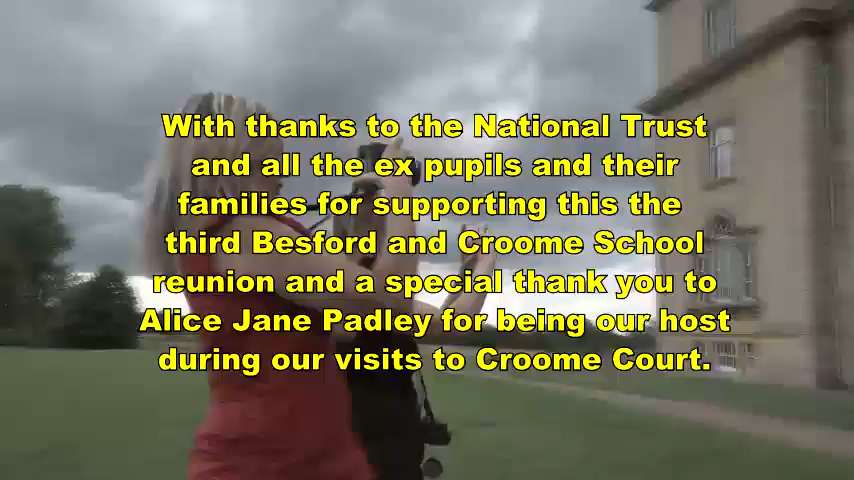 With thanks to the National Trust
and all the ex pupils and their
families for supporting this the
third Besford and Croome School
reunion and a special thank you to
Alice Jane Padley for being our host
during our visits to Croome Court.